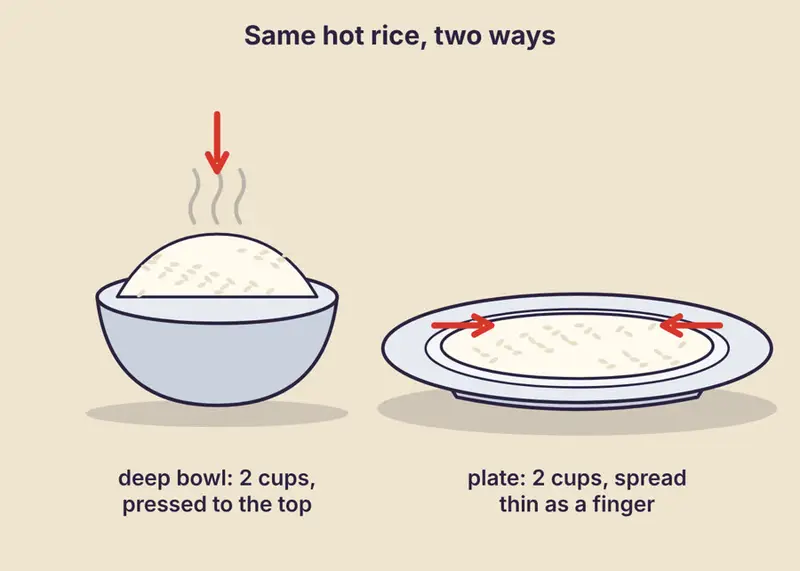 Same hot rice, two ways
deep bowl: 2 cups,
pressed to the top
plate: 2 cups, spread
thin as a finger